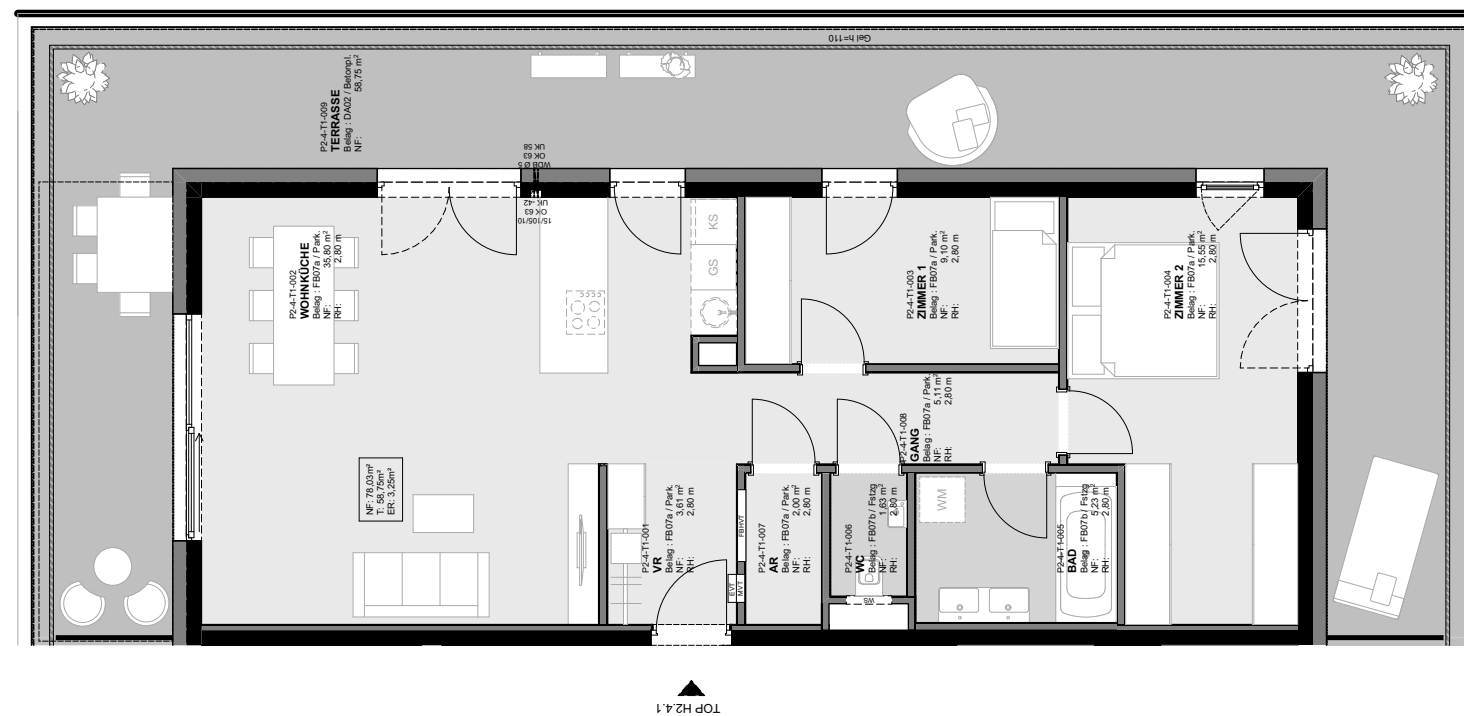 Gel h=110
P2-4-T1-009
TERRASSE
Belag : DA02 / Betonpl.
NF: 58,75 m²
WDB Ø 5
OK 63
UK 58
15/105/10
OK 63
UK -42
P2-4-T1-002
WOHNKÜCHE
Belag : FB07a / Park.
NF: 35,80 m²
RH: 2,80 m
KS
GS
P2-4-T1-003
ZIMMER 1
Belag : FB07a / Park.
NF: 9,10 m²
RH: 2,80 m
P2-4-T1-004
ZIMMER 2
Belag : FB07a / Park.
NF: 15,55 m²
RH: 2,80 m
P2-4-T1-008
GANG
Belag : FB07a / Park.
NF: 5,11 m²
RH: 2,80 m
NF: 78,03m²
T: 58,75m²
ER: 3,25m²
P2-4-T1-001
VR
Belag : FB07a / Park.
NF: 3,61 m²
RH: 2,80 m
FBHVT
EVT
MVT
P2-4-T1-007
AR
Belag : FB07a / Park.
NF: 2,00 m²
RH: 2,80 m
P2-4-T1-006
WC
Belag : FB07b / Fstzg
NF: 1,63 m²
RH: 2,80 m
WS
WM
P2-4-T1-005
BAD
Belag : FB07b / Fstzg
NF: 5,23 m²
RH: 2,80 m
TOP H2.4.1